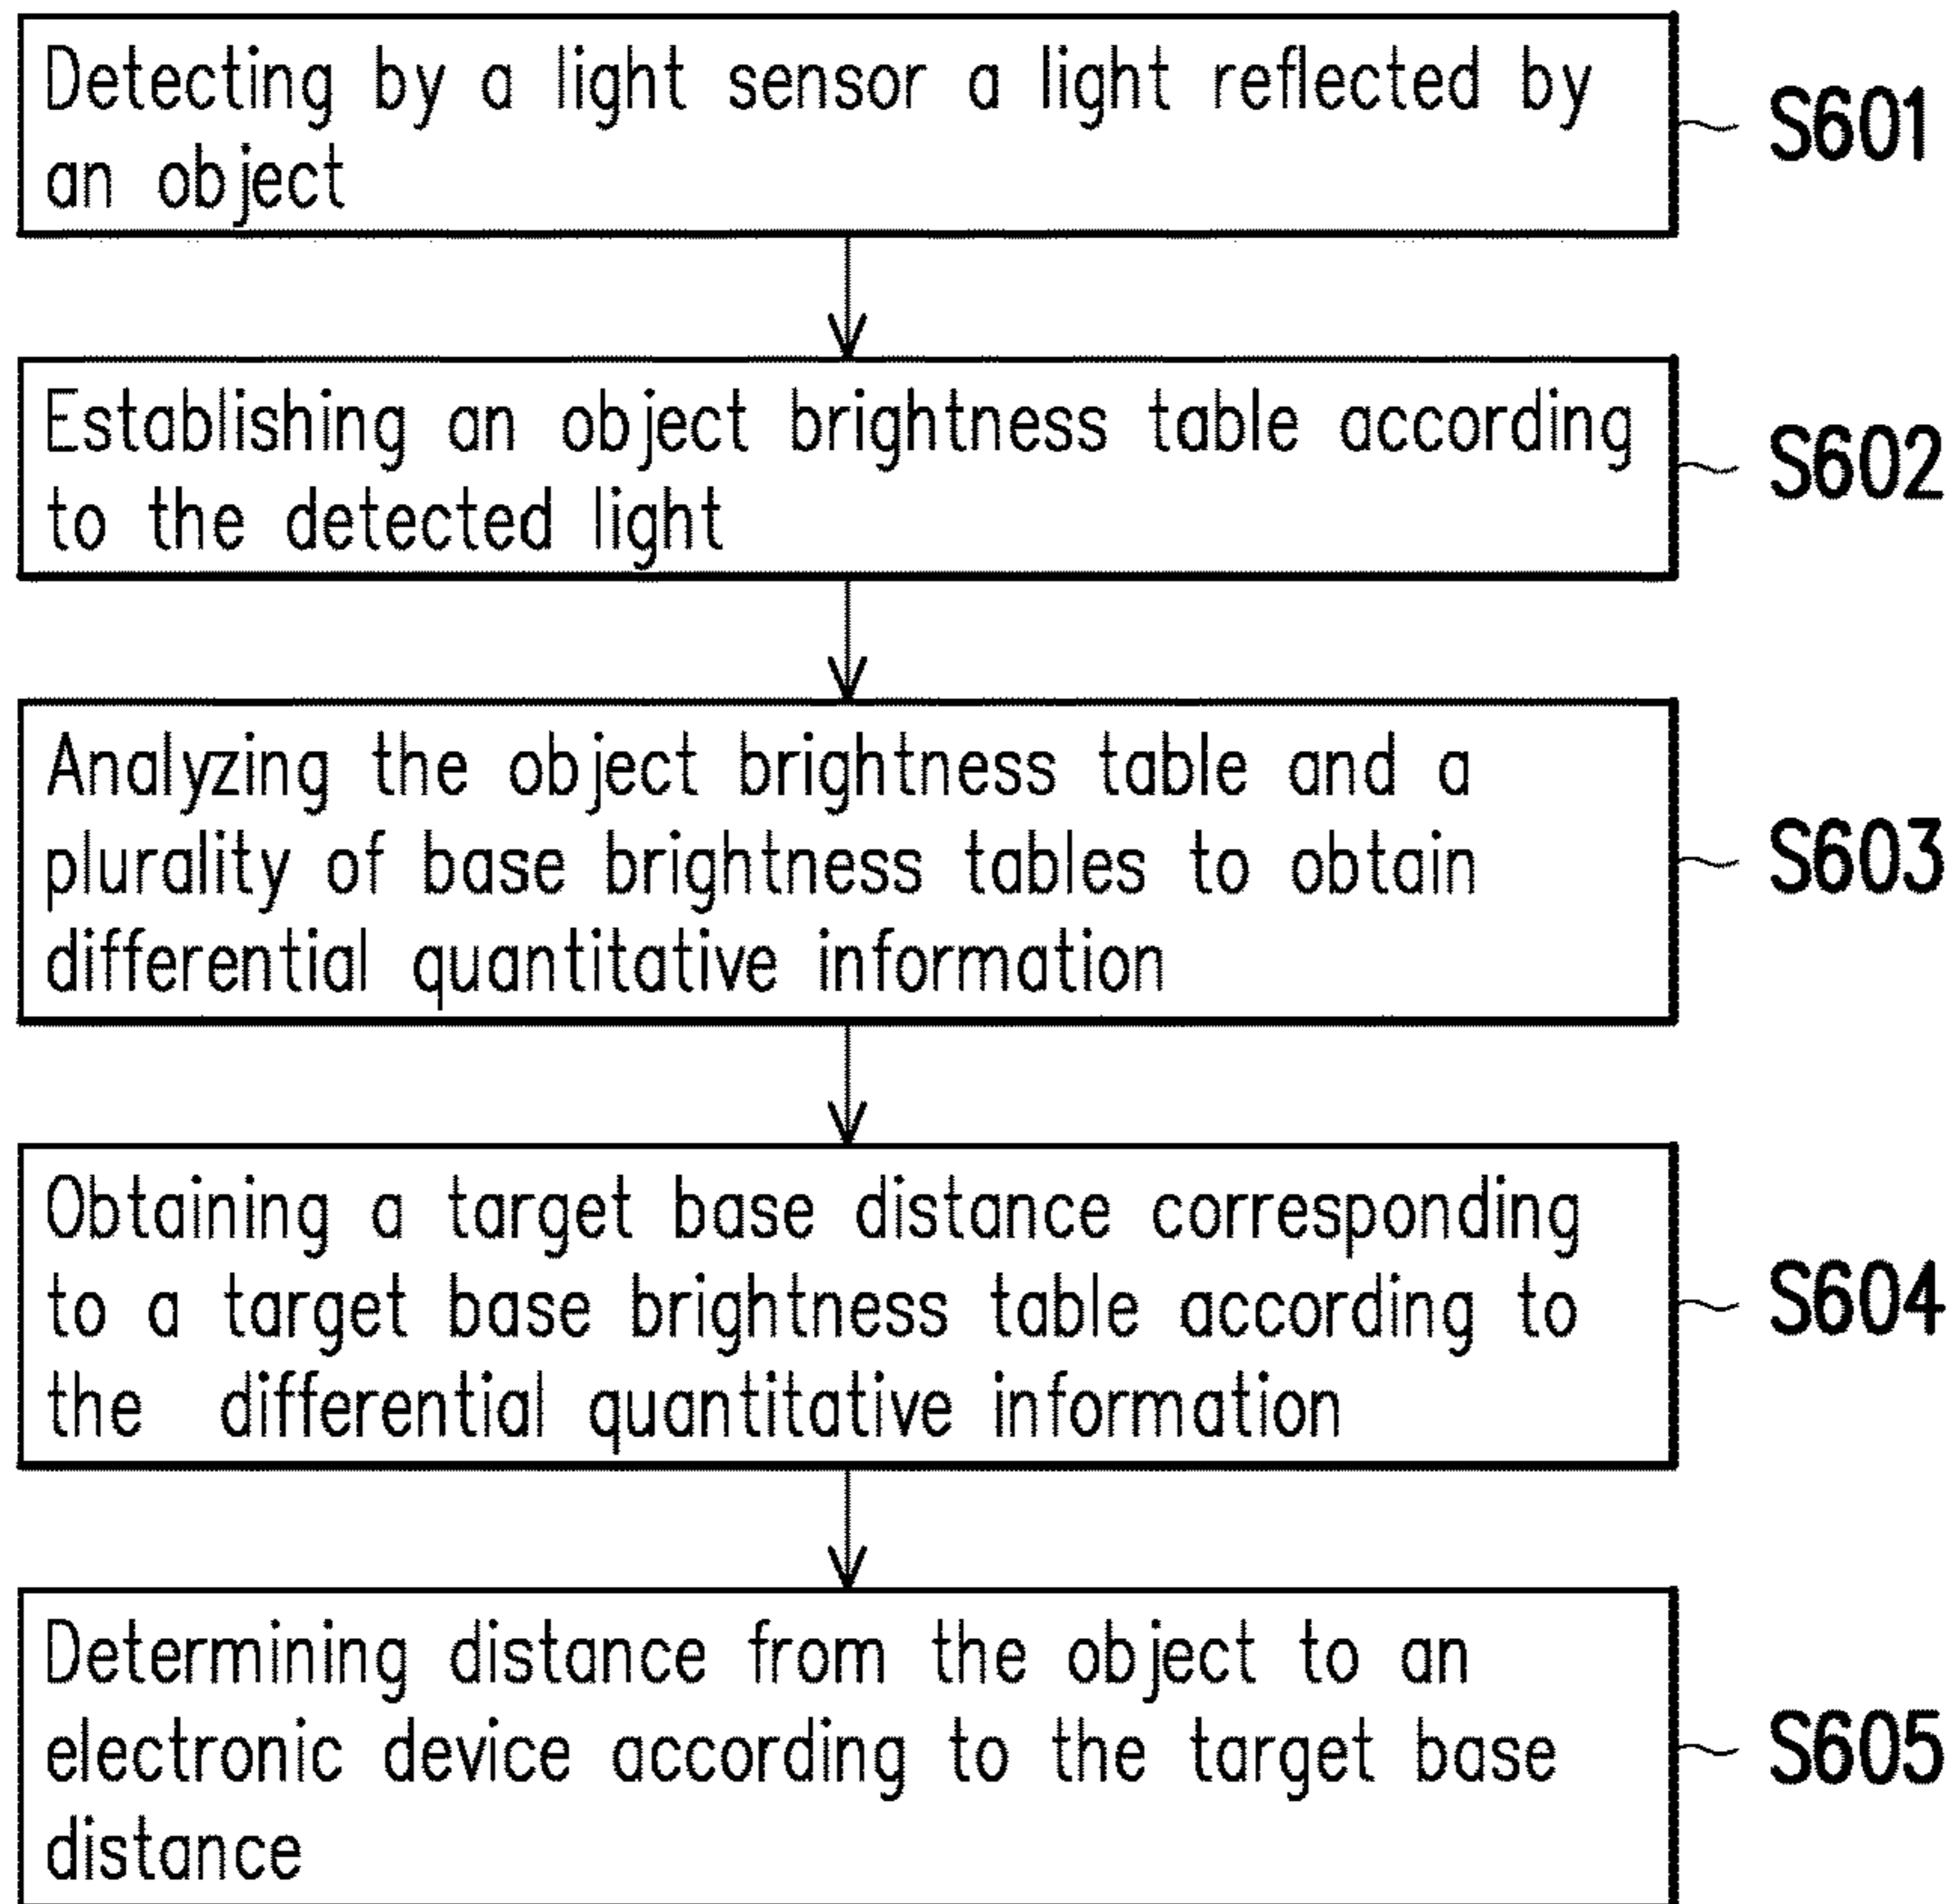 Detecting by a light sensor a light reflected by
an object
S601
Establishing an object brightness table according
to the detected light
S602
Analyzing the object brightness table and a
plurality of base brightness tables to obtain
differential quantitative information
S603
Obtaining a target base distance corresponding
to a target base brightness table according to
the differential quantitative information
S604
Determining distance from the object to an
electronic device according to the target base
distance
S605